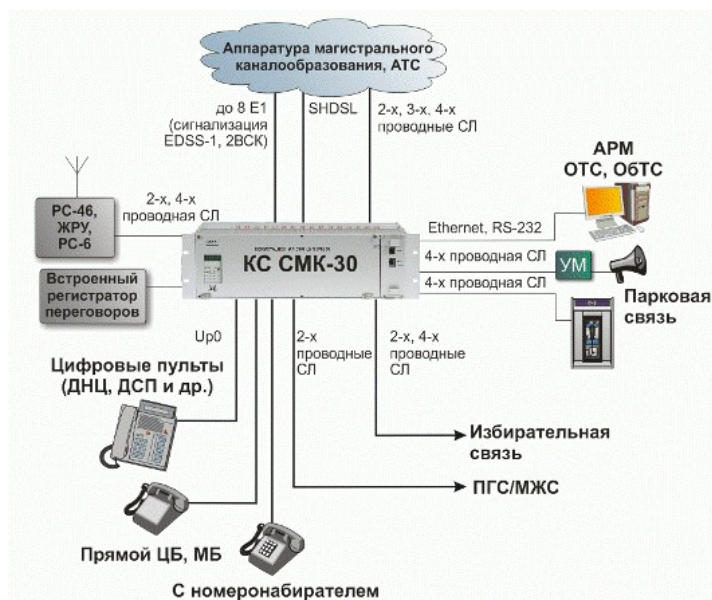 Аппаратура магистрального
каналообразования, АТС
до 8 Е1
(сигнализация
EDSS-1, 2ВСК)
SHDSL
2-х, 3-х, 4-х
проводные СЛ
АРМ
ОТС, ОбТС
РС-46,
ЖРУ,
РС-6
2-х, 4-х
проводная СЛ
Ethernet, RS-232
КС СМК-30
4-х проводная СЛ
УМ
4-х проводная СЛ
Парковая
связь
Встроенный
регистратор
переговоров
Up0
2-х
проводные
СЛ
2-х, 4-х
проводные
СЛ
Цифровые пульты
(ДНЦ, ДСП и др.)
Избирательная
связь
ПГС/МЖС
Прямой ЦБ, МБ
С номеронабирателем